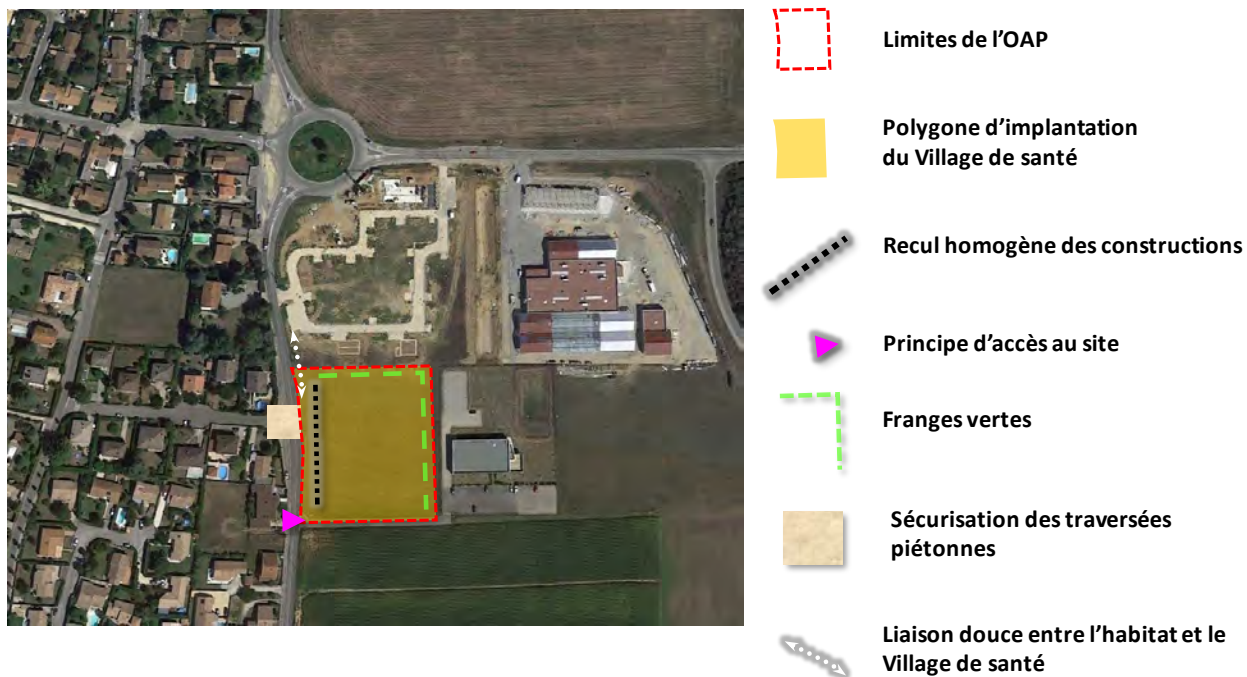 Limites de l'OAP
Polygone d'implantation
du Village de santé
Recul homogène des constructions
Principe d'accès au site
Franges vertes
Sécurisation des traversées
piétonnes
Liaison douce entre l'habitat et le
Village de santé